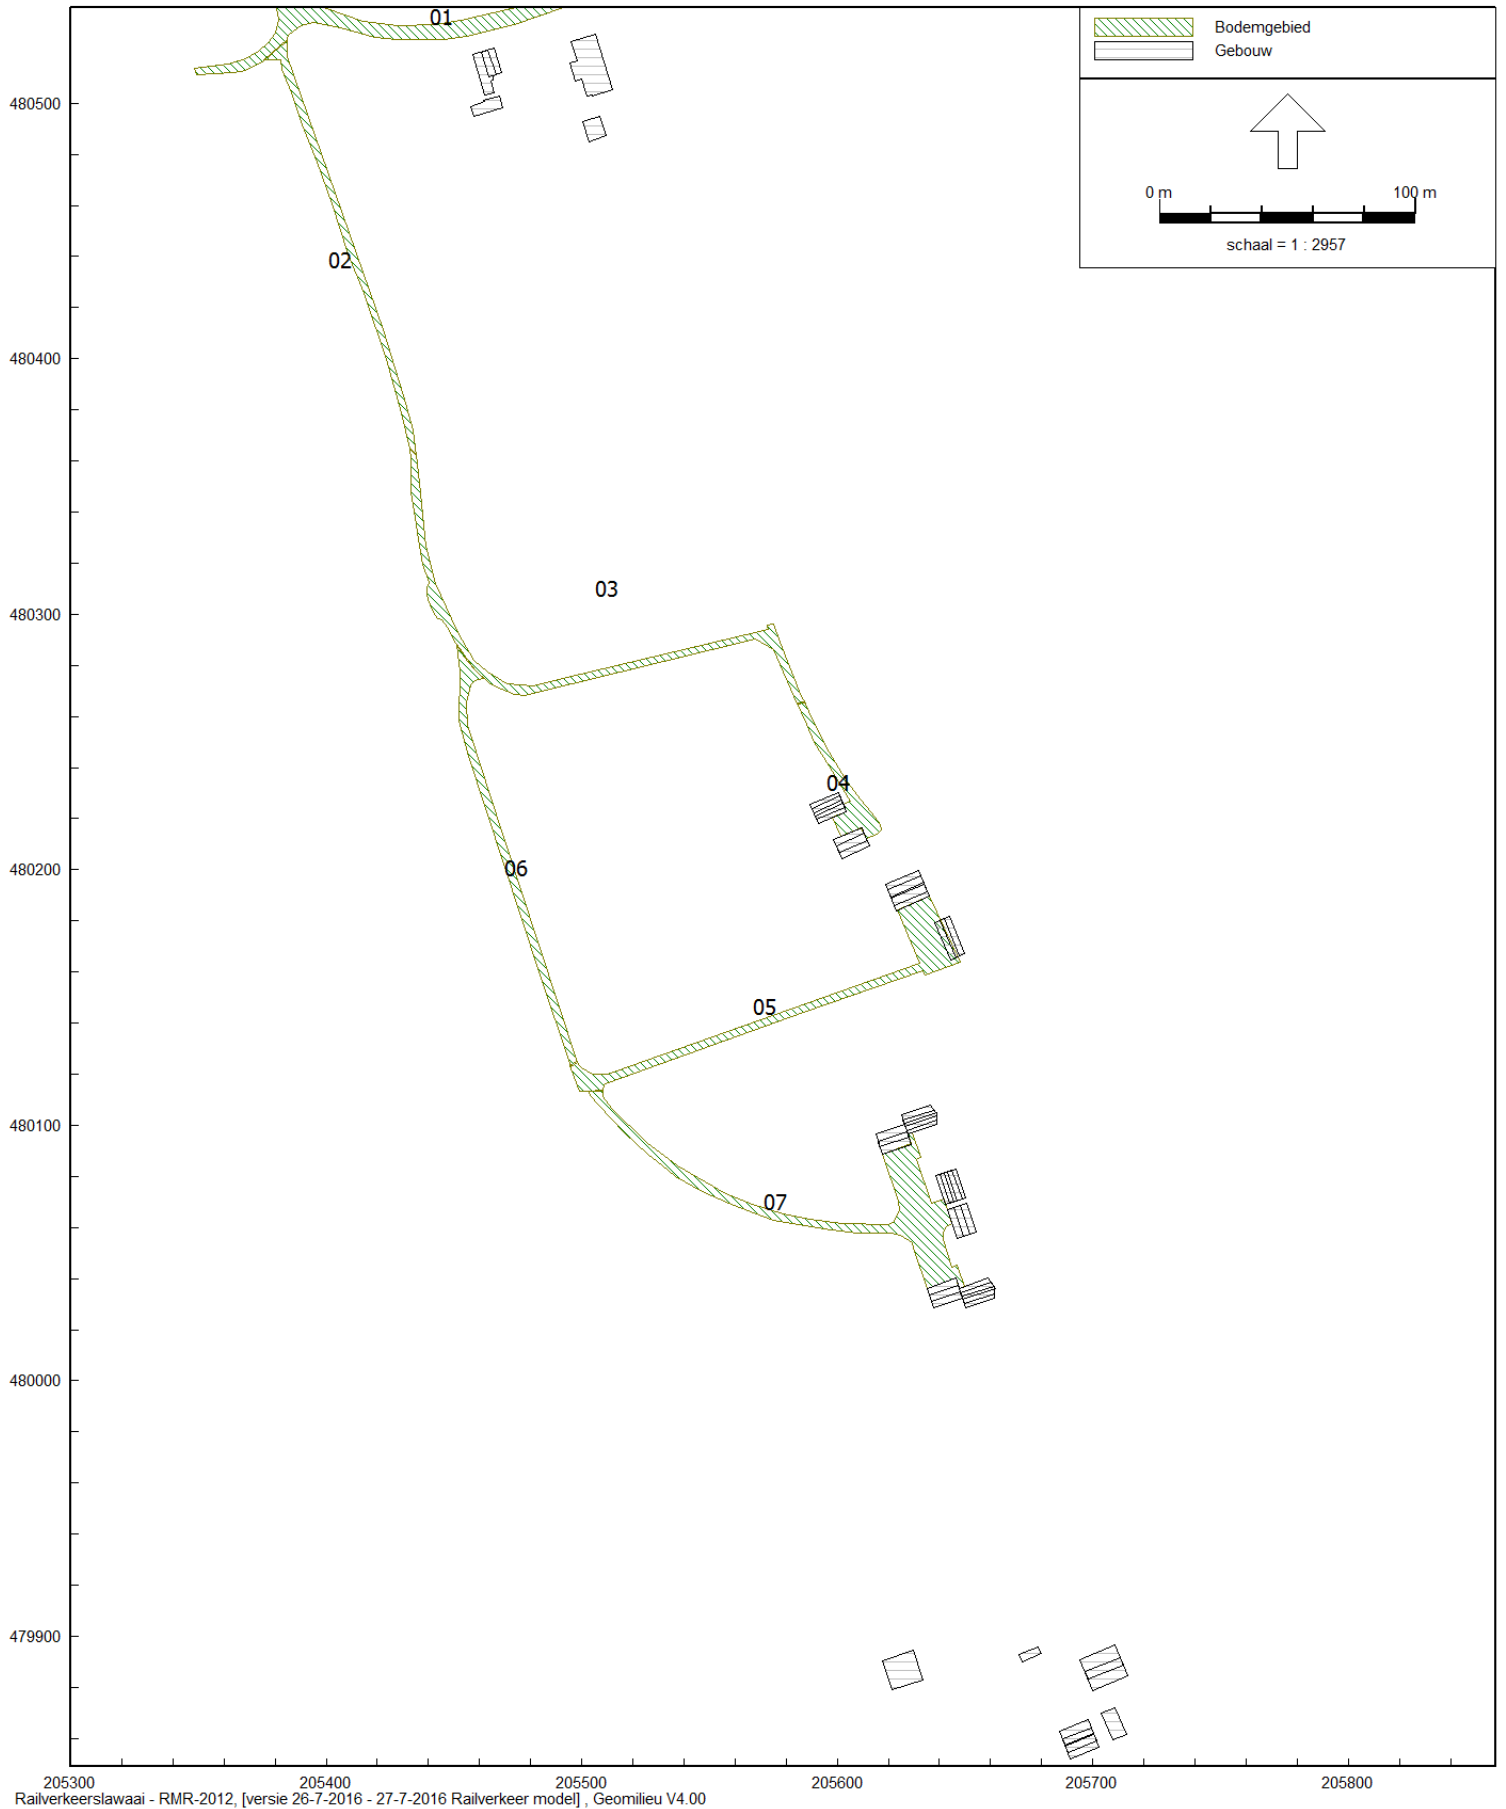 01
Bodemgebied
Gebouw
480500
0 m 100 m
schaal = 1 : 2957
02
480400
03
480300
04
480200
06
05
480100
07
480000
479900
205300 205400 205500 205600 205700 205800
Railverkeerslawaai - RMR-2012, [versie 26-7-2016 - 27-7-2016 Railverkeer model] , Geomilieu V4.00